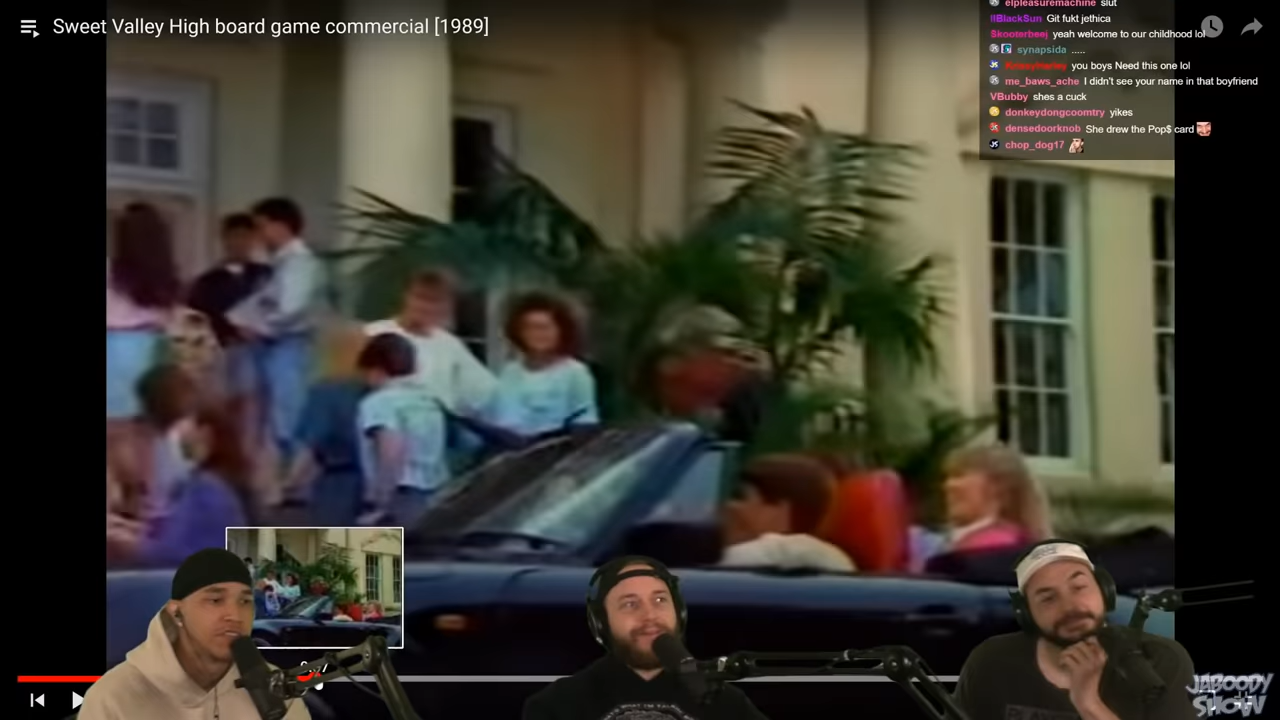 Sweet Valley High board game commercial [1989]
elpleasuremachine slut
!!BlackSun Git fukt jethica
Skooterbeej yeah welcome to our childhood lol
synapsida .....
you boys Need this one lol
me_baws_ache I didn't see your name in that boyfriend
VBubby shes a cuck
donkeydongcoomtry yikes
densedoorknob She drew the Pop$ card
chop_dog17
JABOODY
SHOW